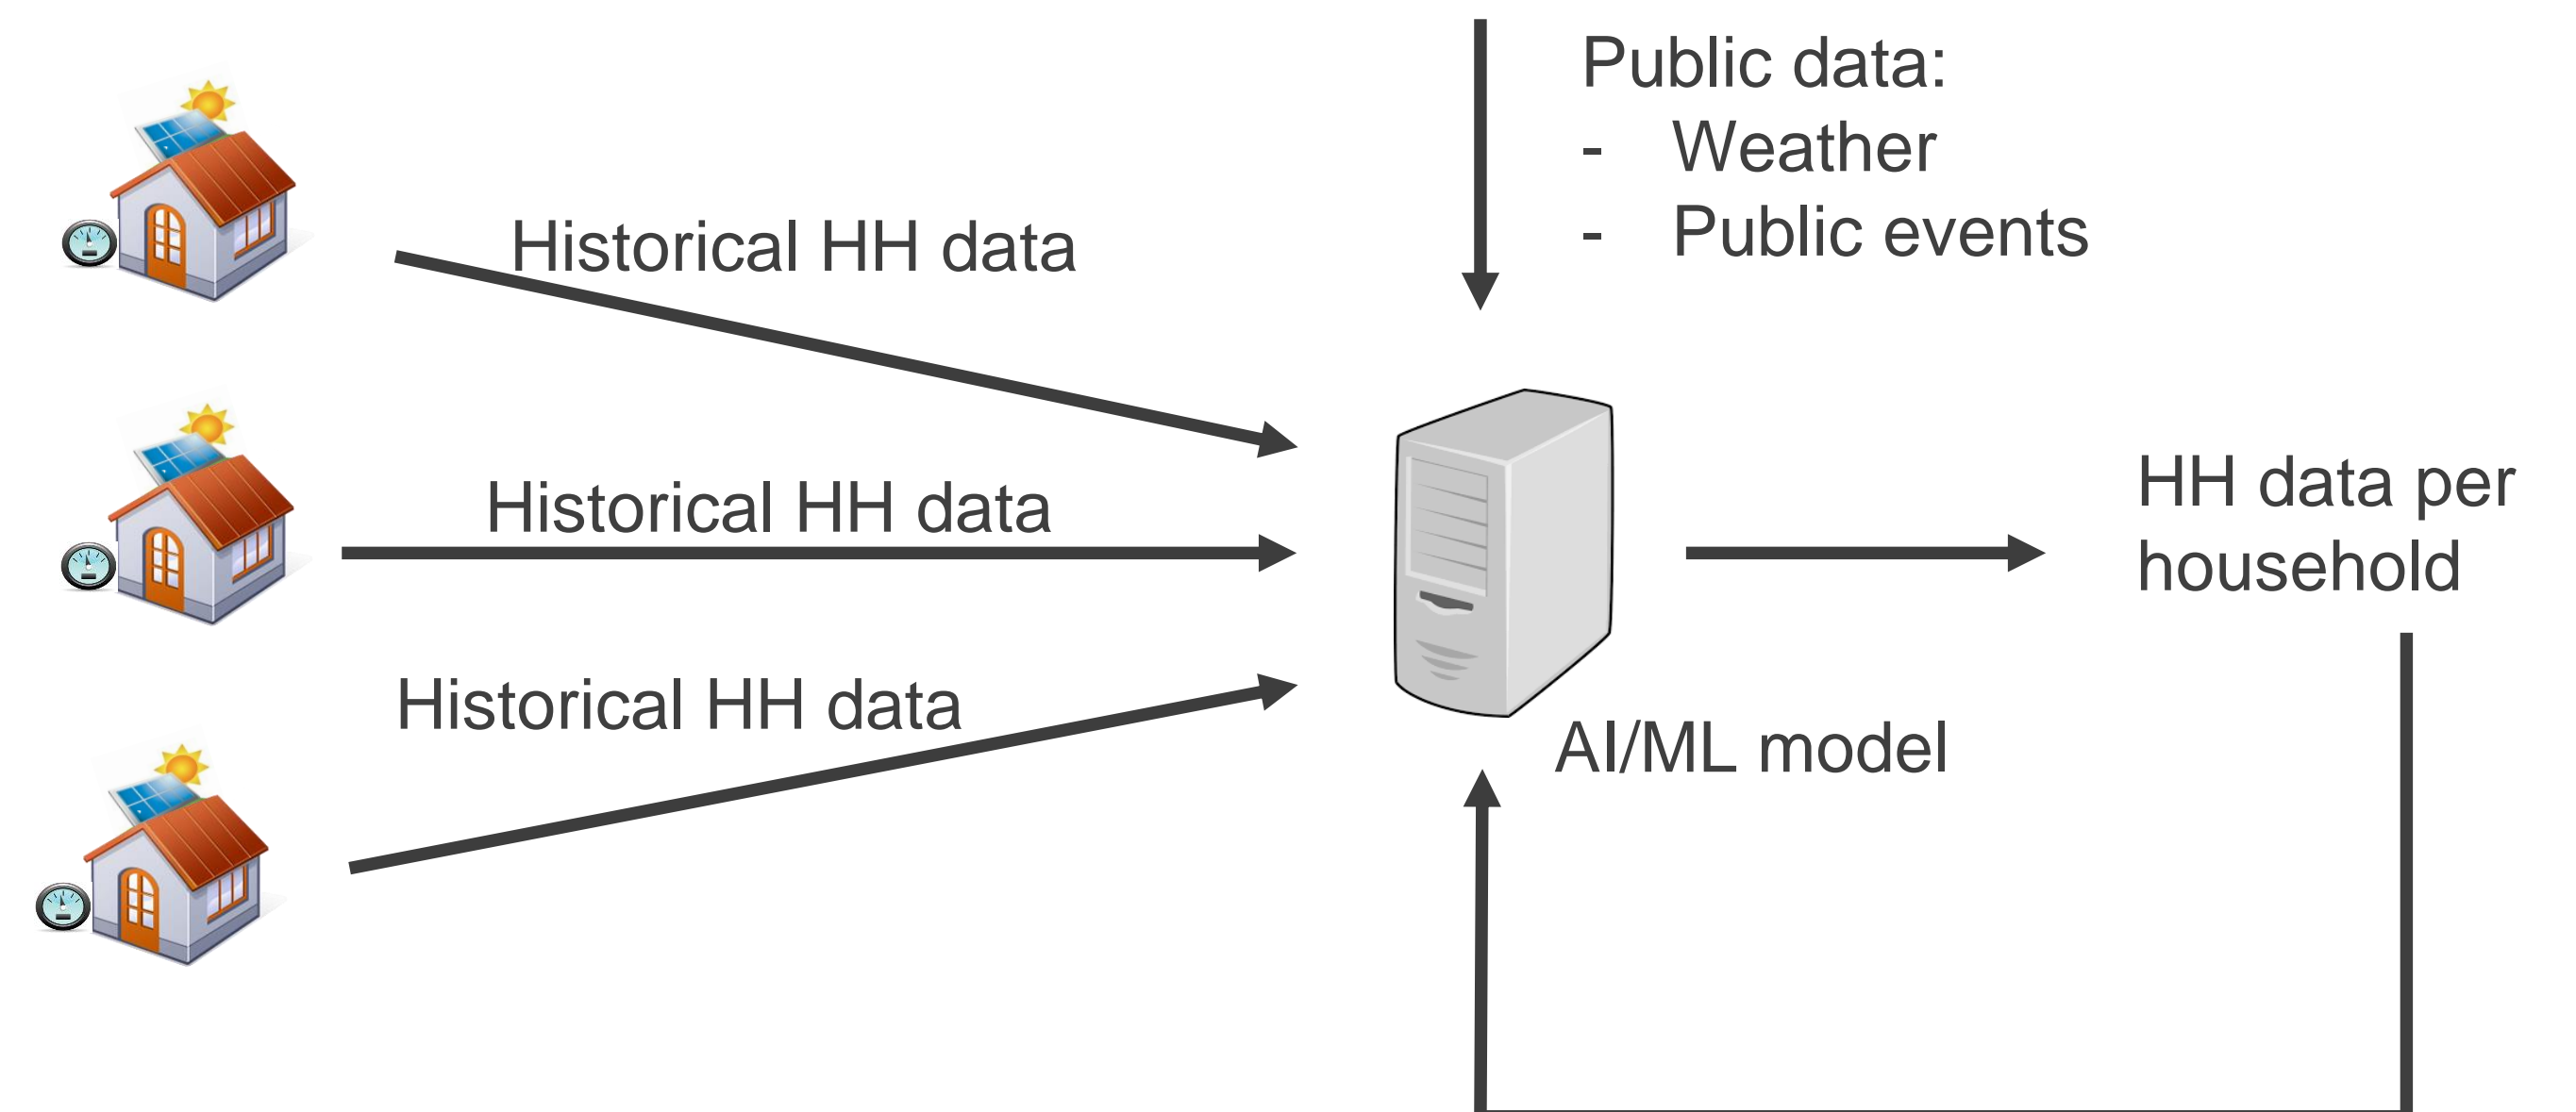 Public data:
- Weather
- Public events
Historical HH data
Historical HH data
HH data per
household
Historical HH data
AI/ML model